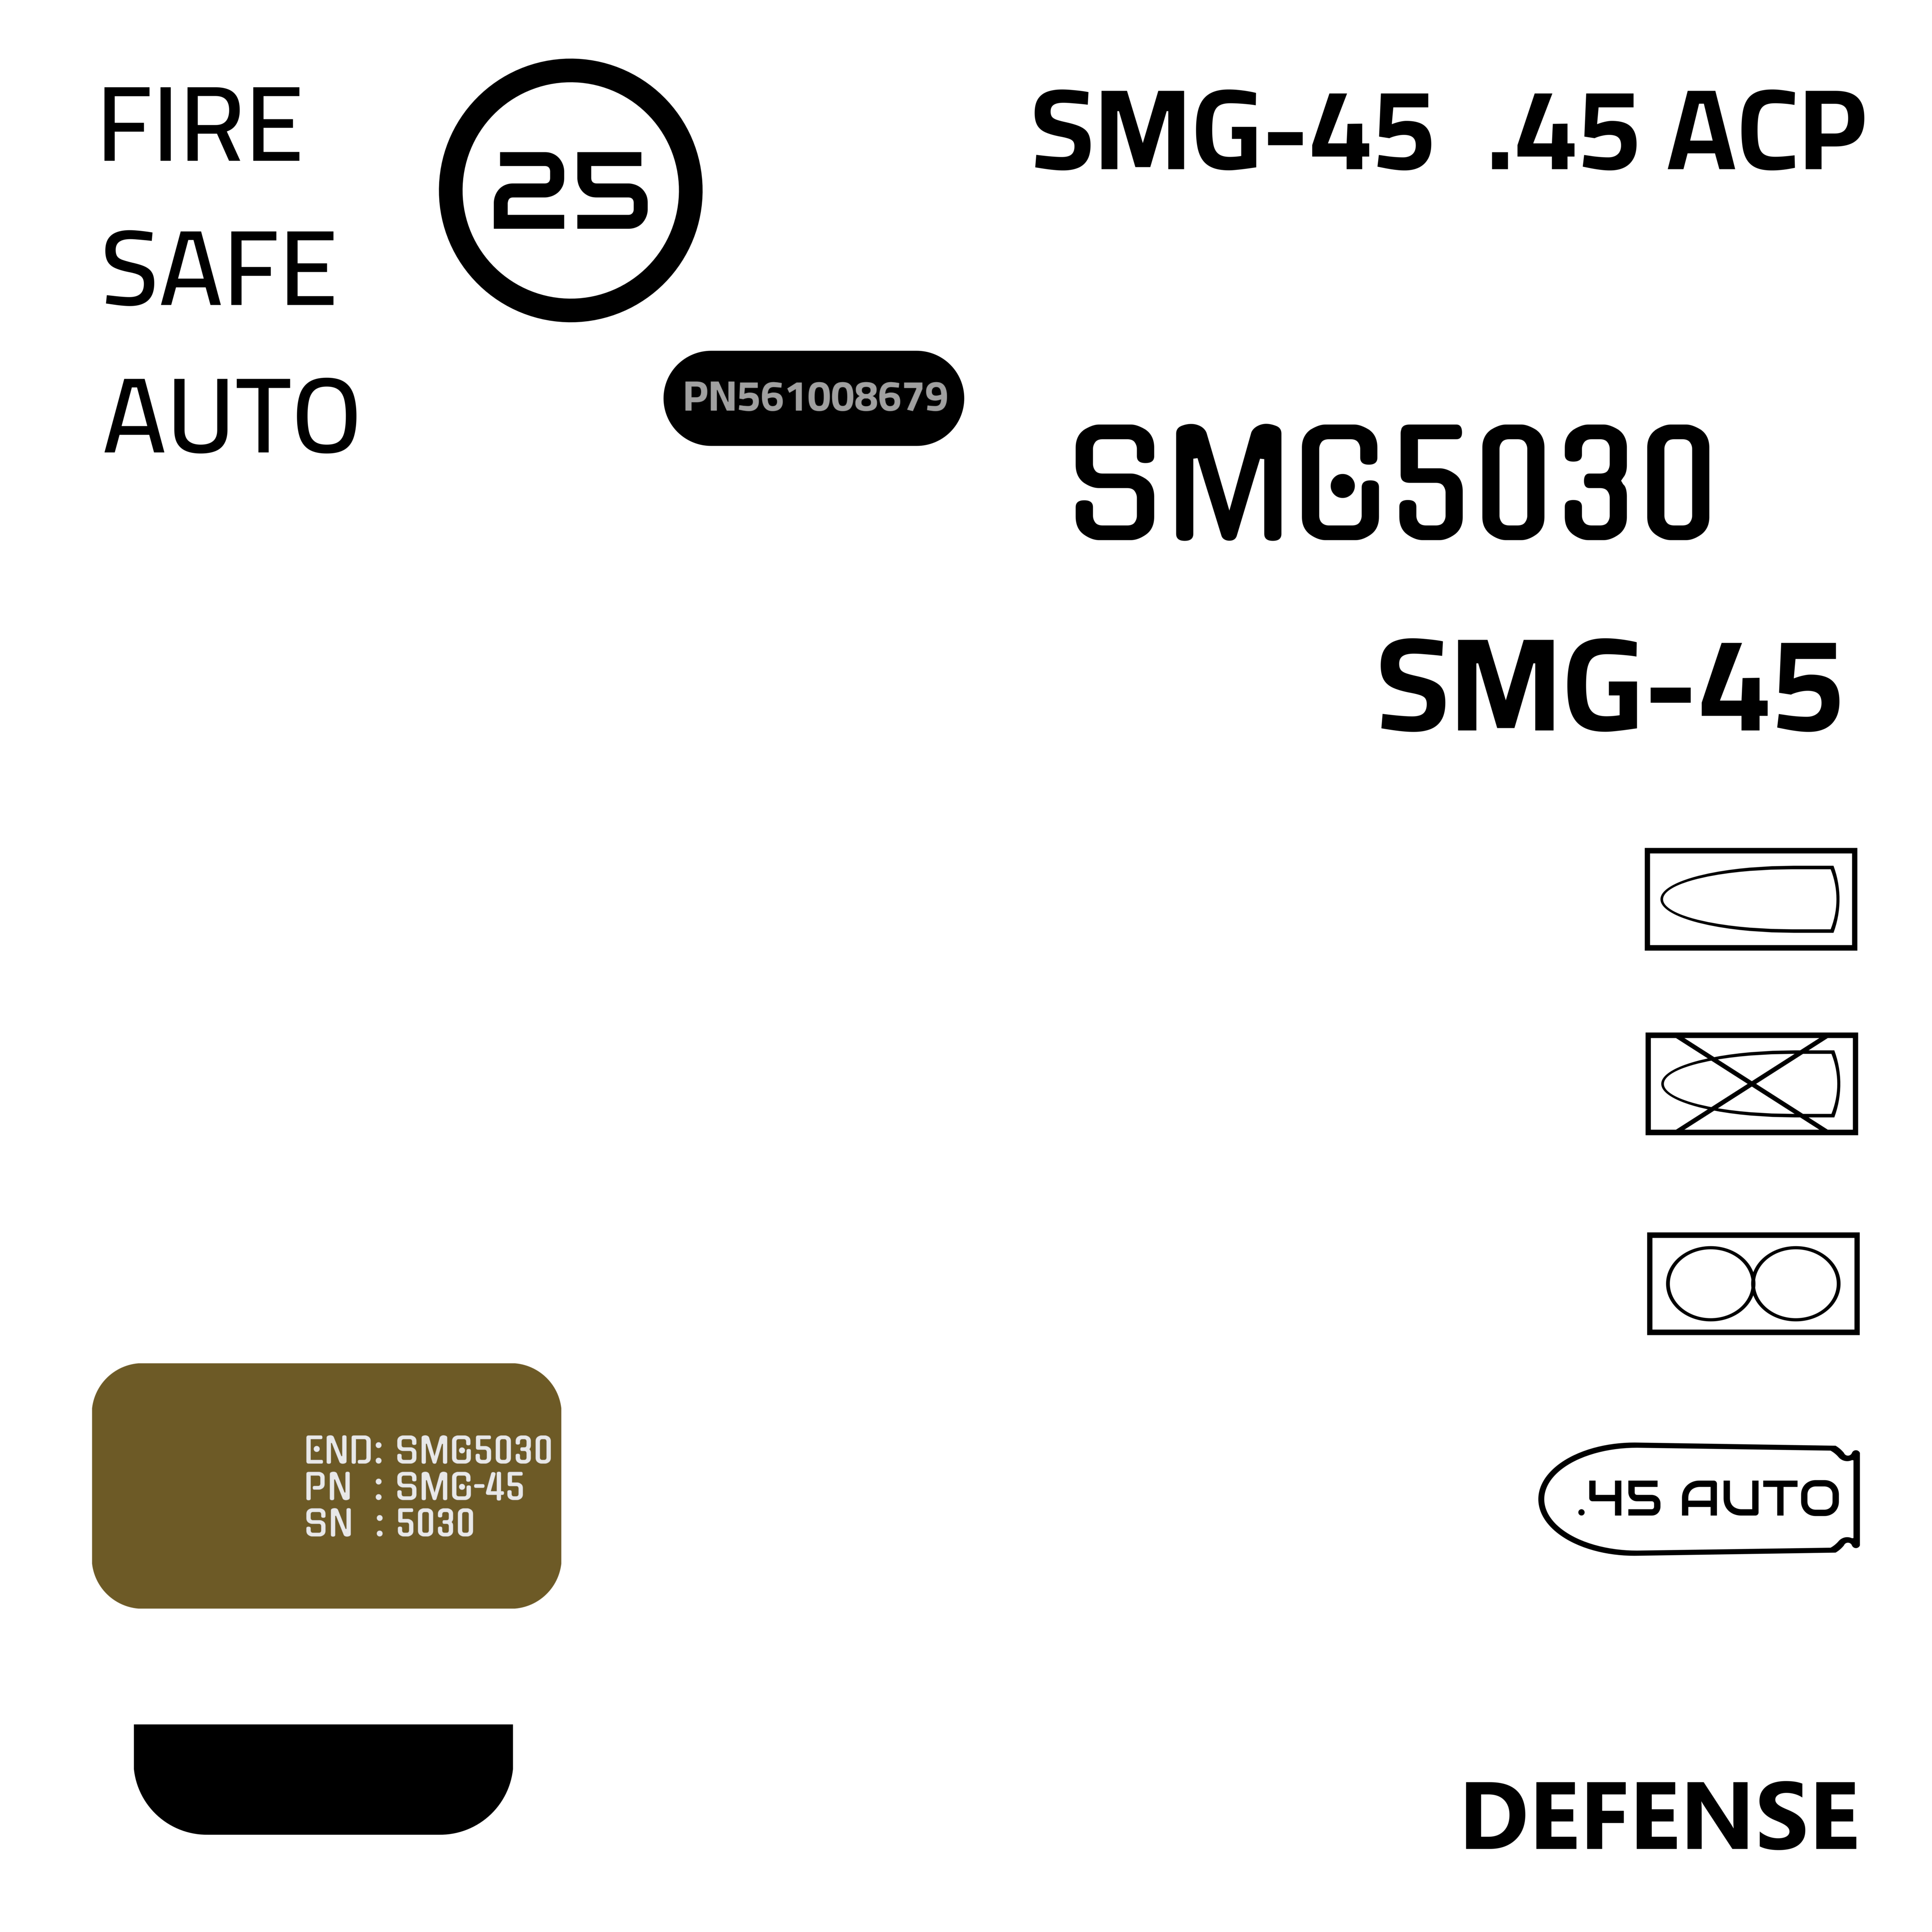 FIRE
SAFE
AUTO
25
PN561008679
SMG-45 .45 ACP
SMG5030
SMG-45
END: SMG5030
PN : SMG-45
SN : 5030
.45 AUTO
DEFENSE